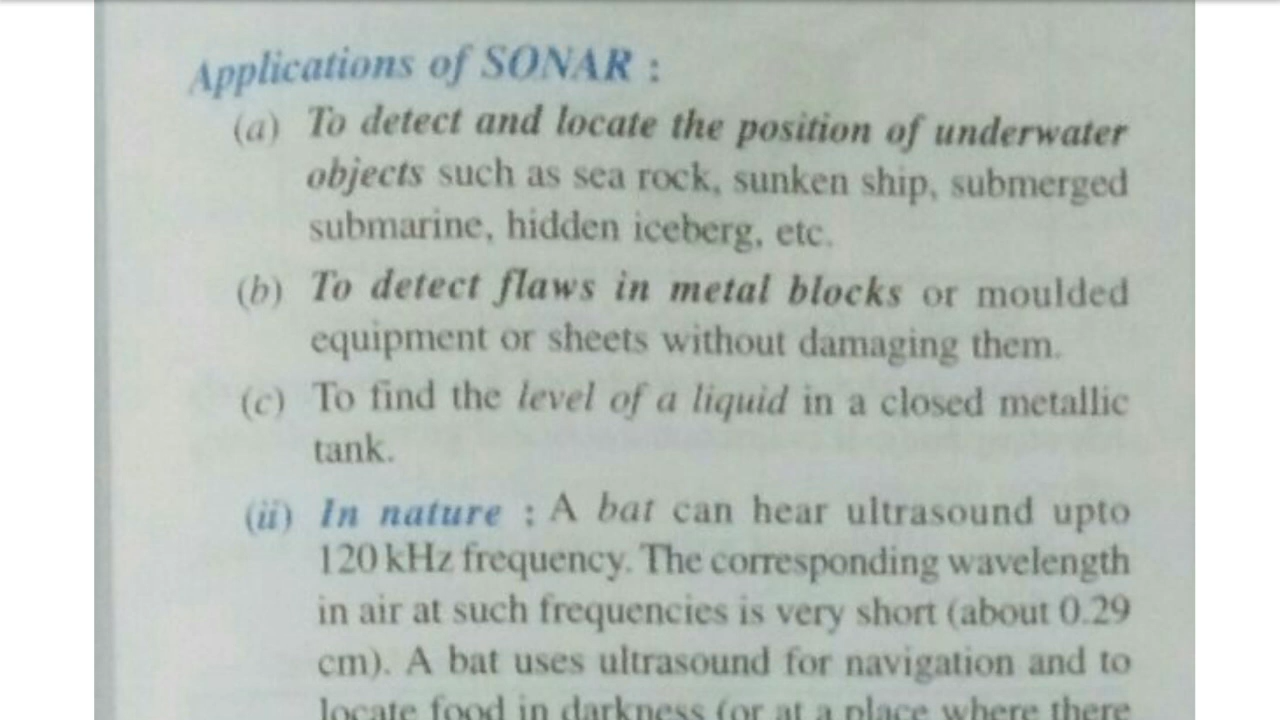 Applications of SONAR :
(a) To detect and locate the position of underwater
objects such as sea rock, sunken ship, submerged
submarine, hidden iceberg, etc.
(b) To detect flaws in metal blocks or moulded
equipment or sheets without damaging them.
(c) To find the level of a liquid in a closed metallic
tank.
(ii) In nature : A bat can hear ultrasound upto
120 kHz frequency. The corresponding wavelength
in air at such frequencies is very short (about 0.29
cm). A bat uses ultrasound for navigation and to
locate food in darkness (or at a place where there